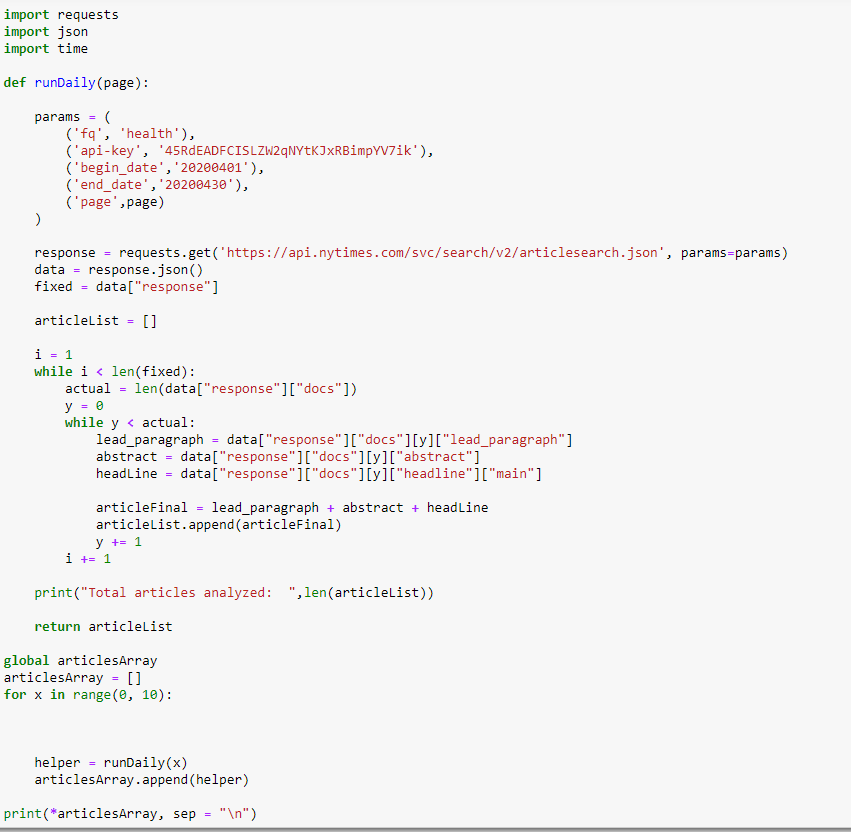 import requests
import json
import time
def runDaily(page):
    params = (
        ('fq', 'health'),
        ('api-key', '45RdEADFCISLZW2qNYtKJxRBimpYV7ik'),
        ('begin_date','20200401'),
        ('end_date','20200430'),
        ('page',page)
    )
    response = requests.get('https://api.nytimes.com/svc/search/v2/articlesearch.json', params=params)
    data = response.json()
    fixed = data["response"]
    articleList = []
    i = 1
    while i < len(fixed):
        actual = len(data["response"]["docs"])
        y = 0
        while y < actual:
            lead_paragraph = data["response"]["docs"][y]["lead_paragraph"]
            abstract = data["response"]["docs"][y]["abstract"]
            headLine = data["response"]["docs"][y]["headline"]["main"]
            articleFinal = lead_paragraph + abstract + headLine
            articleList.append(articleFinal)
            y += 1
        i += 1
    print("Total articles analyzed:  ",len(articleList))
    return articleList
global articlesArray
articlesArray = []
for x in range(0, 10):
    helper = runDaily(x)
    articlesArray.append(helper)
print(*articlesArray, sep = "\n")